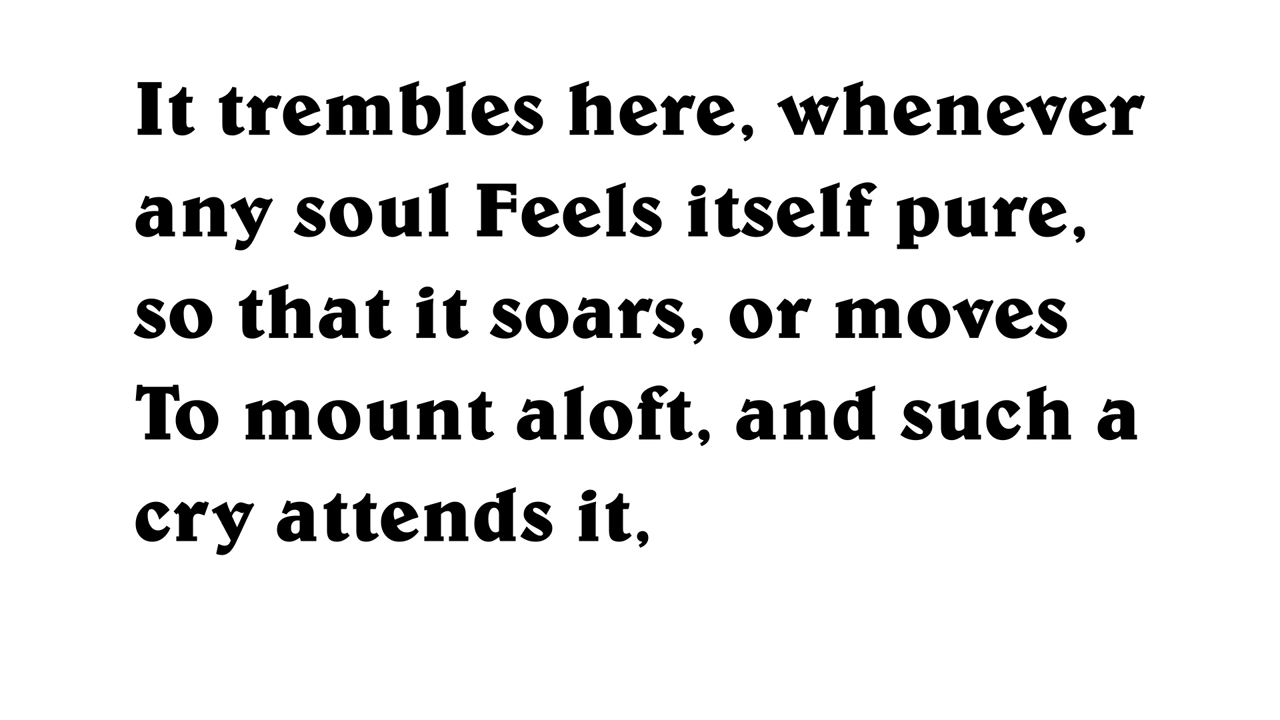 It trembles here, whenever
any soul Feels itself pure,
so that it soars, or moves
To mount aloft, and such a
cry attends it,